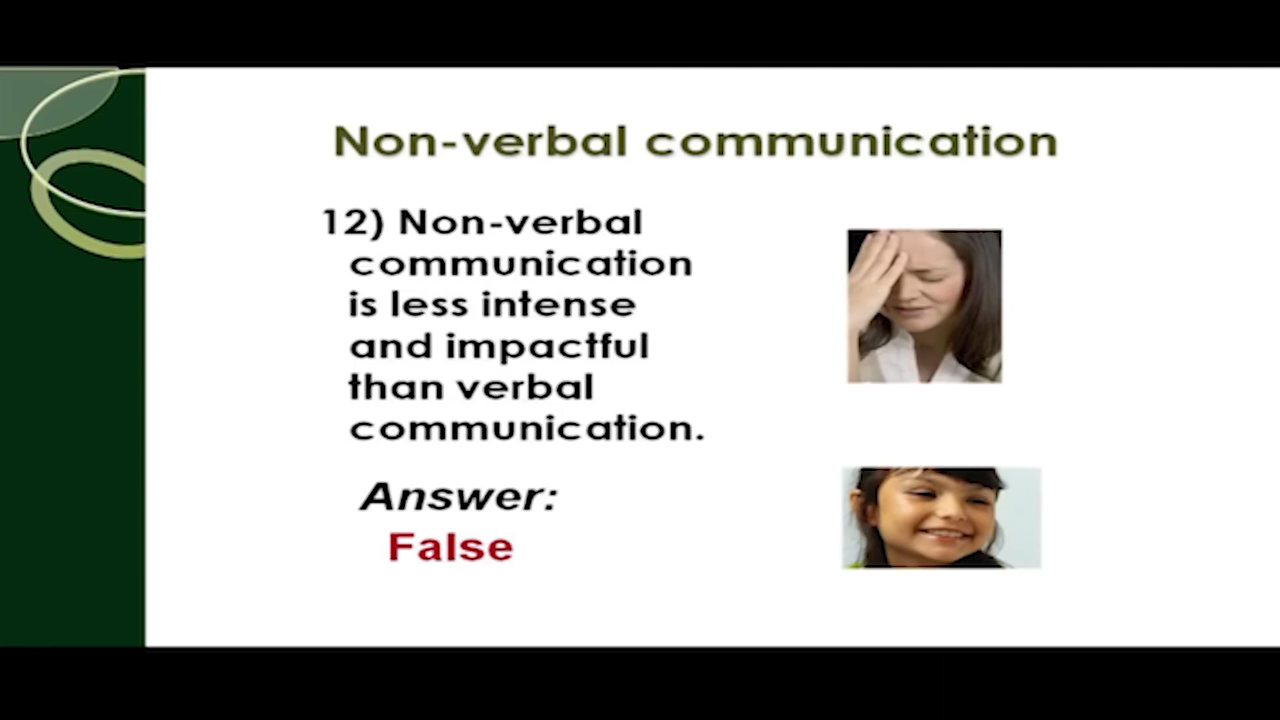 Non-verbal communication
12) Non-verbal
communication
is less intense
and impactful
than verbal
communication.
Answer:
False